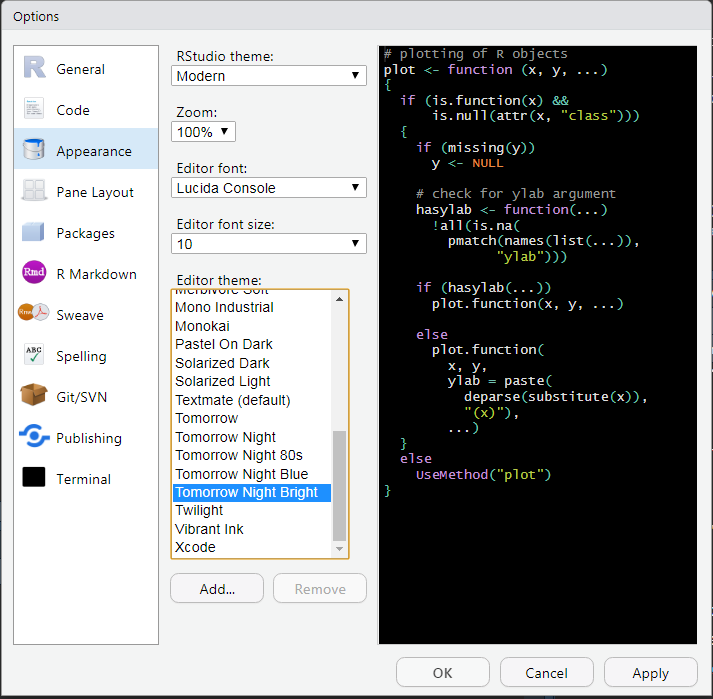 Options
General
Code
Appearance
Pane Layout
Packages
Rmd
R Markdown
Sweave
ABC
Spelling
Git/SVN
Publishing
Terminal
RStudio theme:
Modern
Zoom:
100%
Editor font:
Lucida Console
Editor font size:
10
Editor theme:
Merbivore Soft
Mono Industrial
Monokai
Pastel On Dark
Solarized Dark
Solarized Light
Textmate (default)
Tomorrow
Tomorrow Night
Tomorrow Night 80s
Tomorrow Night Blue
Tomorrow Night Bright
Twilight
Vibrant Ink
Xcode
Add...
Remove
# plotting of R objects
plot <- function (x, y, ...)
{
  if (is.function(x) &&
      is.null(attr(x, "class")))
  {
    if (missing(y))
      y <- NULL
    # check for ylab argument
    hasylab <- function(...)
      !all(is.na(
        pmatch(names(list(...)),
              "ylab")))
    if (hasylab(...))
      plot.function(x, y, ...)
    else
      plot.function(
        x, y,
        ylab = paste(
          deparse(substitute(x)),
          "(x)"),
        ...)
  }
  else
    UseMethod("plot")
}
OK
Cancel
Apply